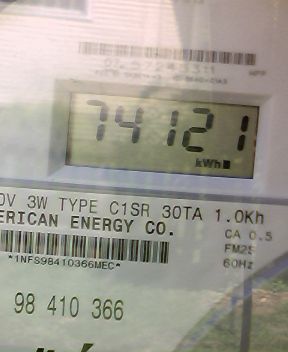 74121
kWh
0V 3W TYPE C1SR 30TA 1.0Kh
ERICAN ENERGY CO.
CA 0.5
FM2S
60Hz
*1NFS98410366MEC*
98 410 366